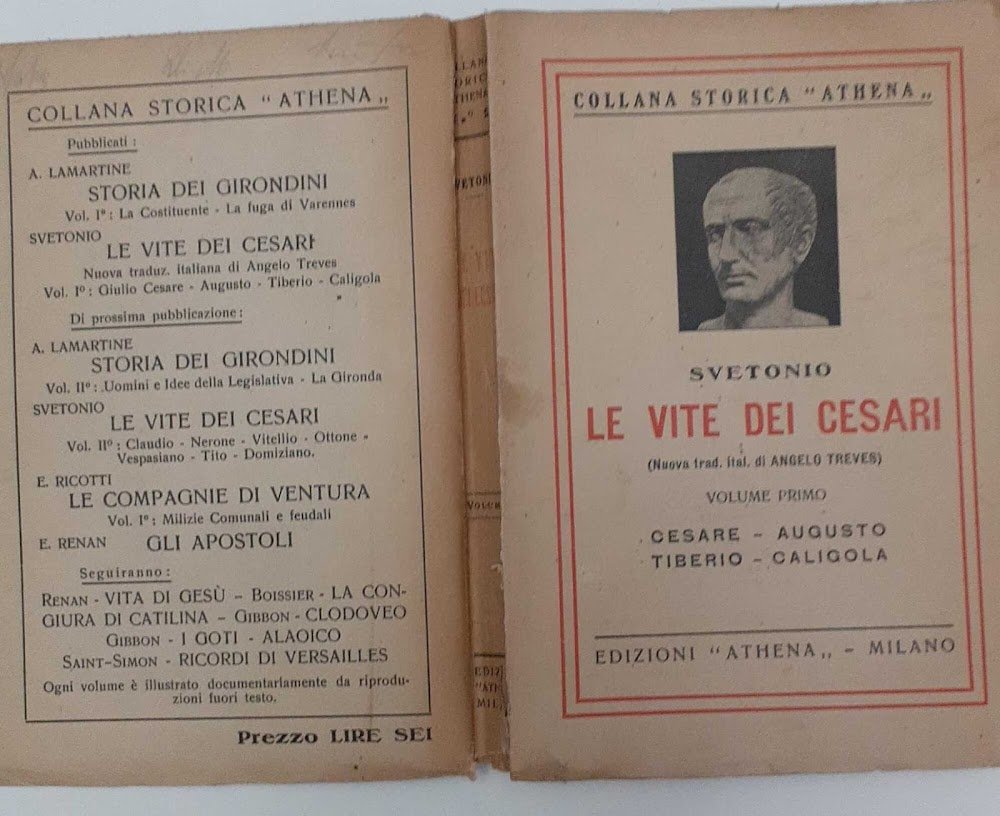 COLLANA STORICA "ATHENA„
Pubblicati :
A. LAMARTINE
STORIA DEI GIRONDINI
Vol. Iº : La Costituente - La fuga di Varennes
SVETONIO
LE VITE DEI CESARI
Nuova traduz. italiana di Angelo Treves
Vol. Iº : Giulio Cesare - Augusto - Tiberio - Caligola
Di prossima pubblicazione :
A. LAMARTINE
STORIA DEI GIRONDINI
Vol. IIº : Uomini e Idee della Legislativa - La Gironda
SVETONIO
LE VITE DEI CESARI
Vol. IIº : Claudio - Nerone - Vitellio - Ottone -
Vespasiano - Tito - Domiziano.
E. RICOTTI
LE COMPAGNIE DI VENTURA
Vol. Iº : Milizie Comunali e feudali
E. RENAN GLI APOSTOLI
Seguiranno :
RENAN - VITA DI GESÙ - BOISSIER - LA CON-
GIURA DI CATILINA - GIBBON - CLODOVEO
GIBBON - I GOTI - ALAOICO
SAINT-SIMON - RICORDI DI VERSAILLES
Ogni volume è illustrato documentariamente da riprodu-
zioni fuori testo.
Prezzo LIRE SEI
COLLANA STORICA "ATHENA„
SVETONIO
LE VITE DEI CESARI
(Nuova trad. ital. di ANGELO TREVES)
VOLUME PRIMO
CESARE - AUGUSTO
TIBERIO - CALIGOLA
EDIZIONI "ATHENA„ - MILANO